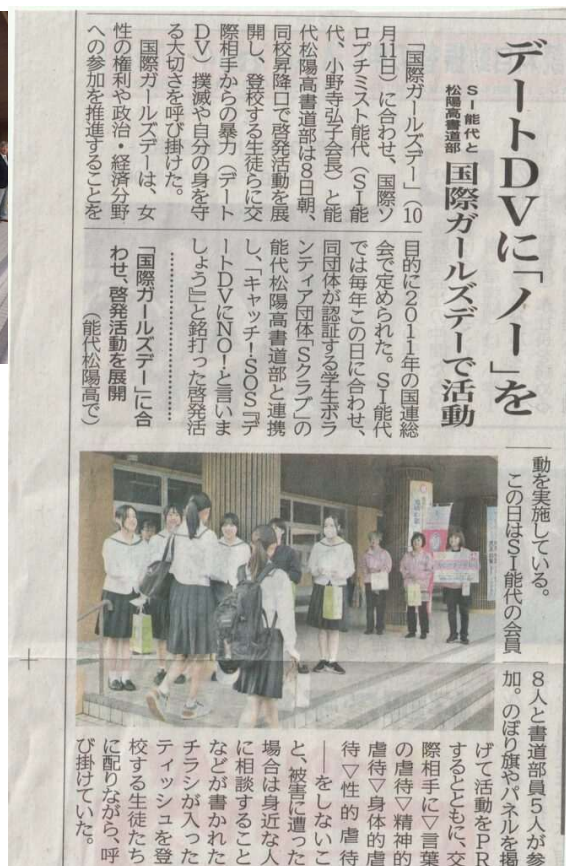 デートDVに「ノー」を
SI能代と
松陽高書道部
国際ガールズデーで活動
「国際ガールズデー」(10
月11日)に合わせ、国際ソ
ロプチミスト能代(SI能
代、小野寺弘子会長)と能
代松陽高書道部は8日朝、
同校昇降口で啓発活動を展
開し、登校する生徒らに交
際相手からの暴力(デート
DV)撲滅や自分の身を守
る大切さを呼び掛けた。
国際ガールズデーは、女
性の権利や政治・経済分野
への参加を推進することを
目的に2011年の国連総
会で定められた。SI能代
では毎年この日に合わせ、
同団体が認証する学生ボラ
ンティア団体「Sクラブ」の
能代松陽高書道部と連携
し、「キャッチ!SOS『デ
ートDVにNO!と言いま
しょう』」と銘打った啓発活
動を実施している。
この日はSI能代の会員
8人と書道部員5人が参
加。のぼり旗やパネルを掲
げて活動をPR
するとともに、交
際相手に▽言葉
の虐待▽精神的
虐待▽身体的虐
待▽性的虐待
――をしないこ
と、被害に遭った
場合は身近な人
に相談すること
などが書かれた
チラシが入った
ティッシュを登
校する生徒たち
に配りながら、呼
び掛けていた。
「国際ガールズデー」に合
わせ、啓発活動を展開
(能代松陽高で)